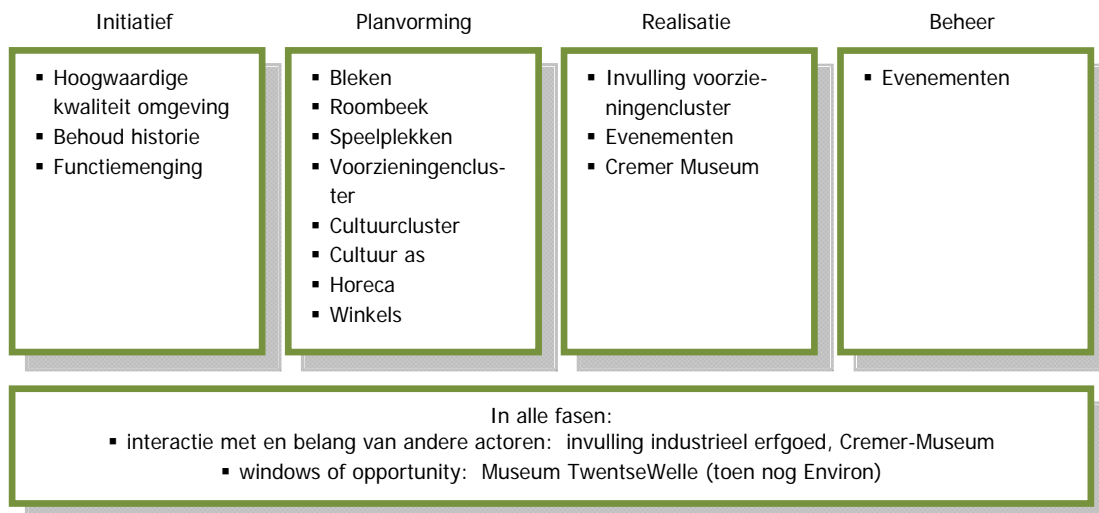 Initiatief
▪ Hoogwaardige
kwaliteit omgeving
▪ Behoud historie
▪ Functiemenging
Planvorming
▪ Bleken
▪ Roombeek
▪ Speelplekken
▪ Voorzieningenclus-
ter
▪ Cultuurcluster
▪ Cultuur as
▪ Horeca
▪ Winkels
Realisatie
▪ Invulling voorzie-
ningencluster
▪ Evenementen
▪ Cremer Museum
Beheer
▪ Evenementen
In alle fasen:
▪ interactie met en belang van andere actoren: invulling industrieel erfgoed, Cremer-Museum
▪ windows of opportunity: Museum TwentseWelle (toen nog Environ)